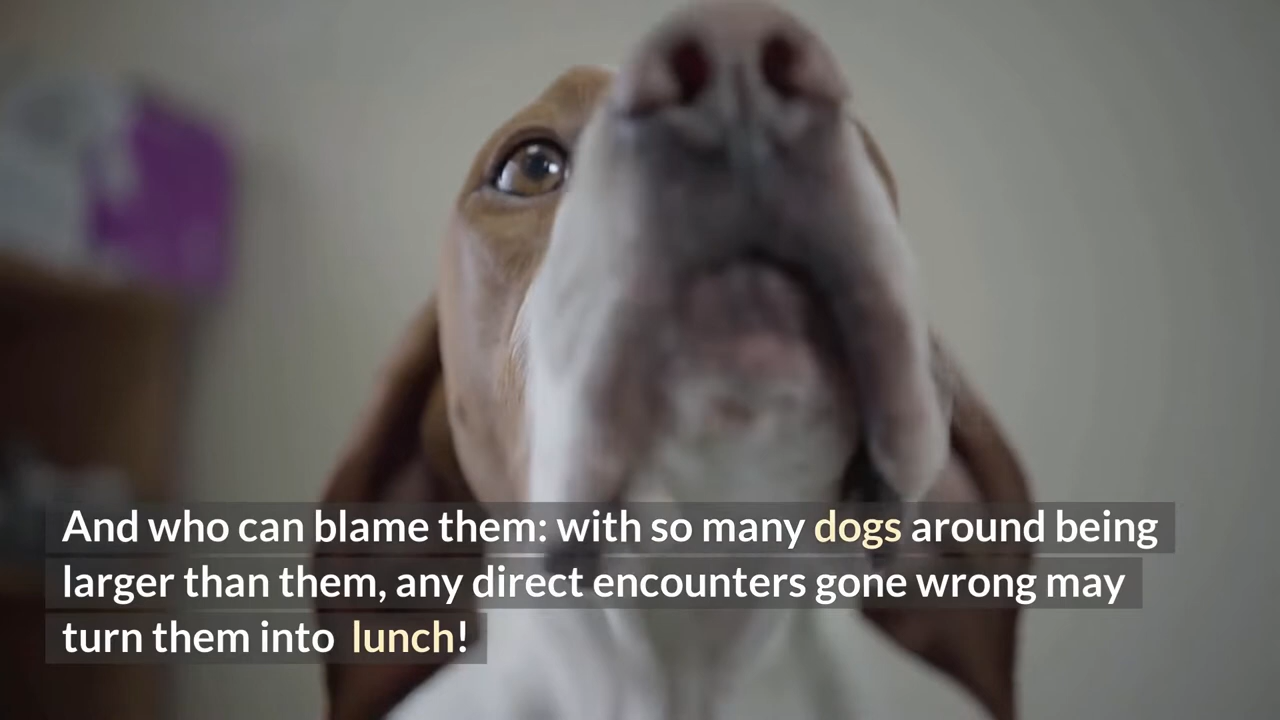 And who can blame them: with so many dogs around being
larger than them, any direct encounters gone wrong may
turn them into lunch!